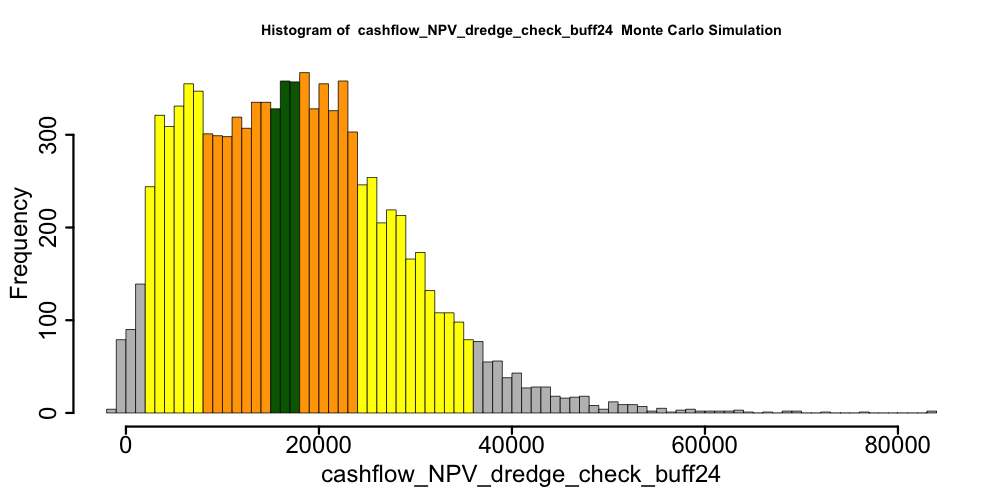 Histogram of  cashflow_NPV_dredge_check_buff24  Monte Carlo Simulation
Frequency
300
200
100
0
0 20000 40000 60000 80000
cashflow_NPV_dredge_check_buff24